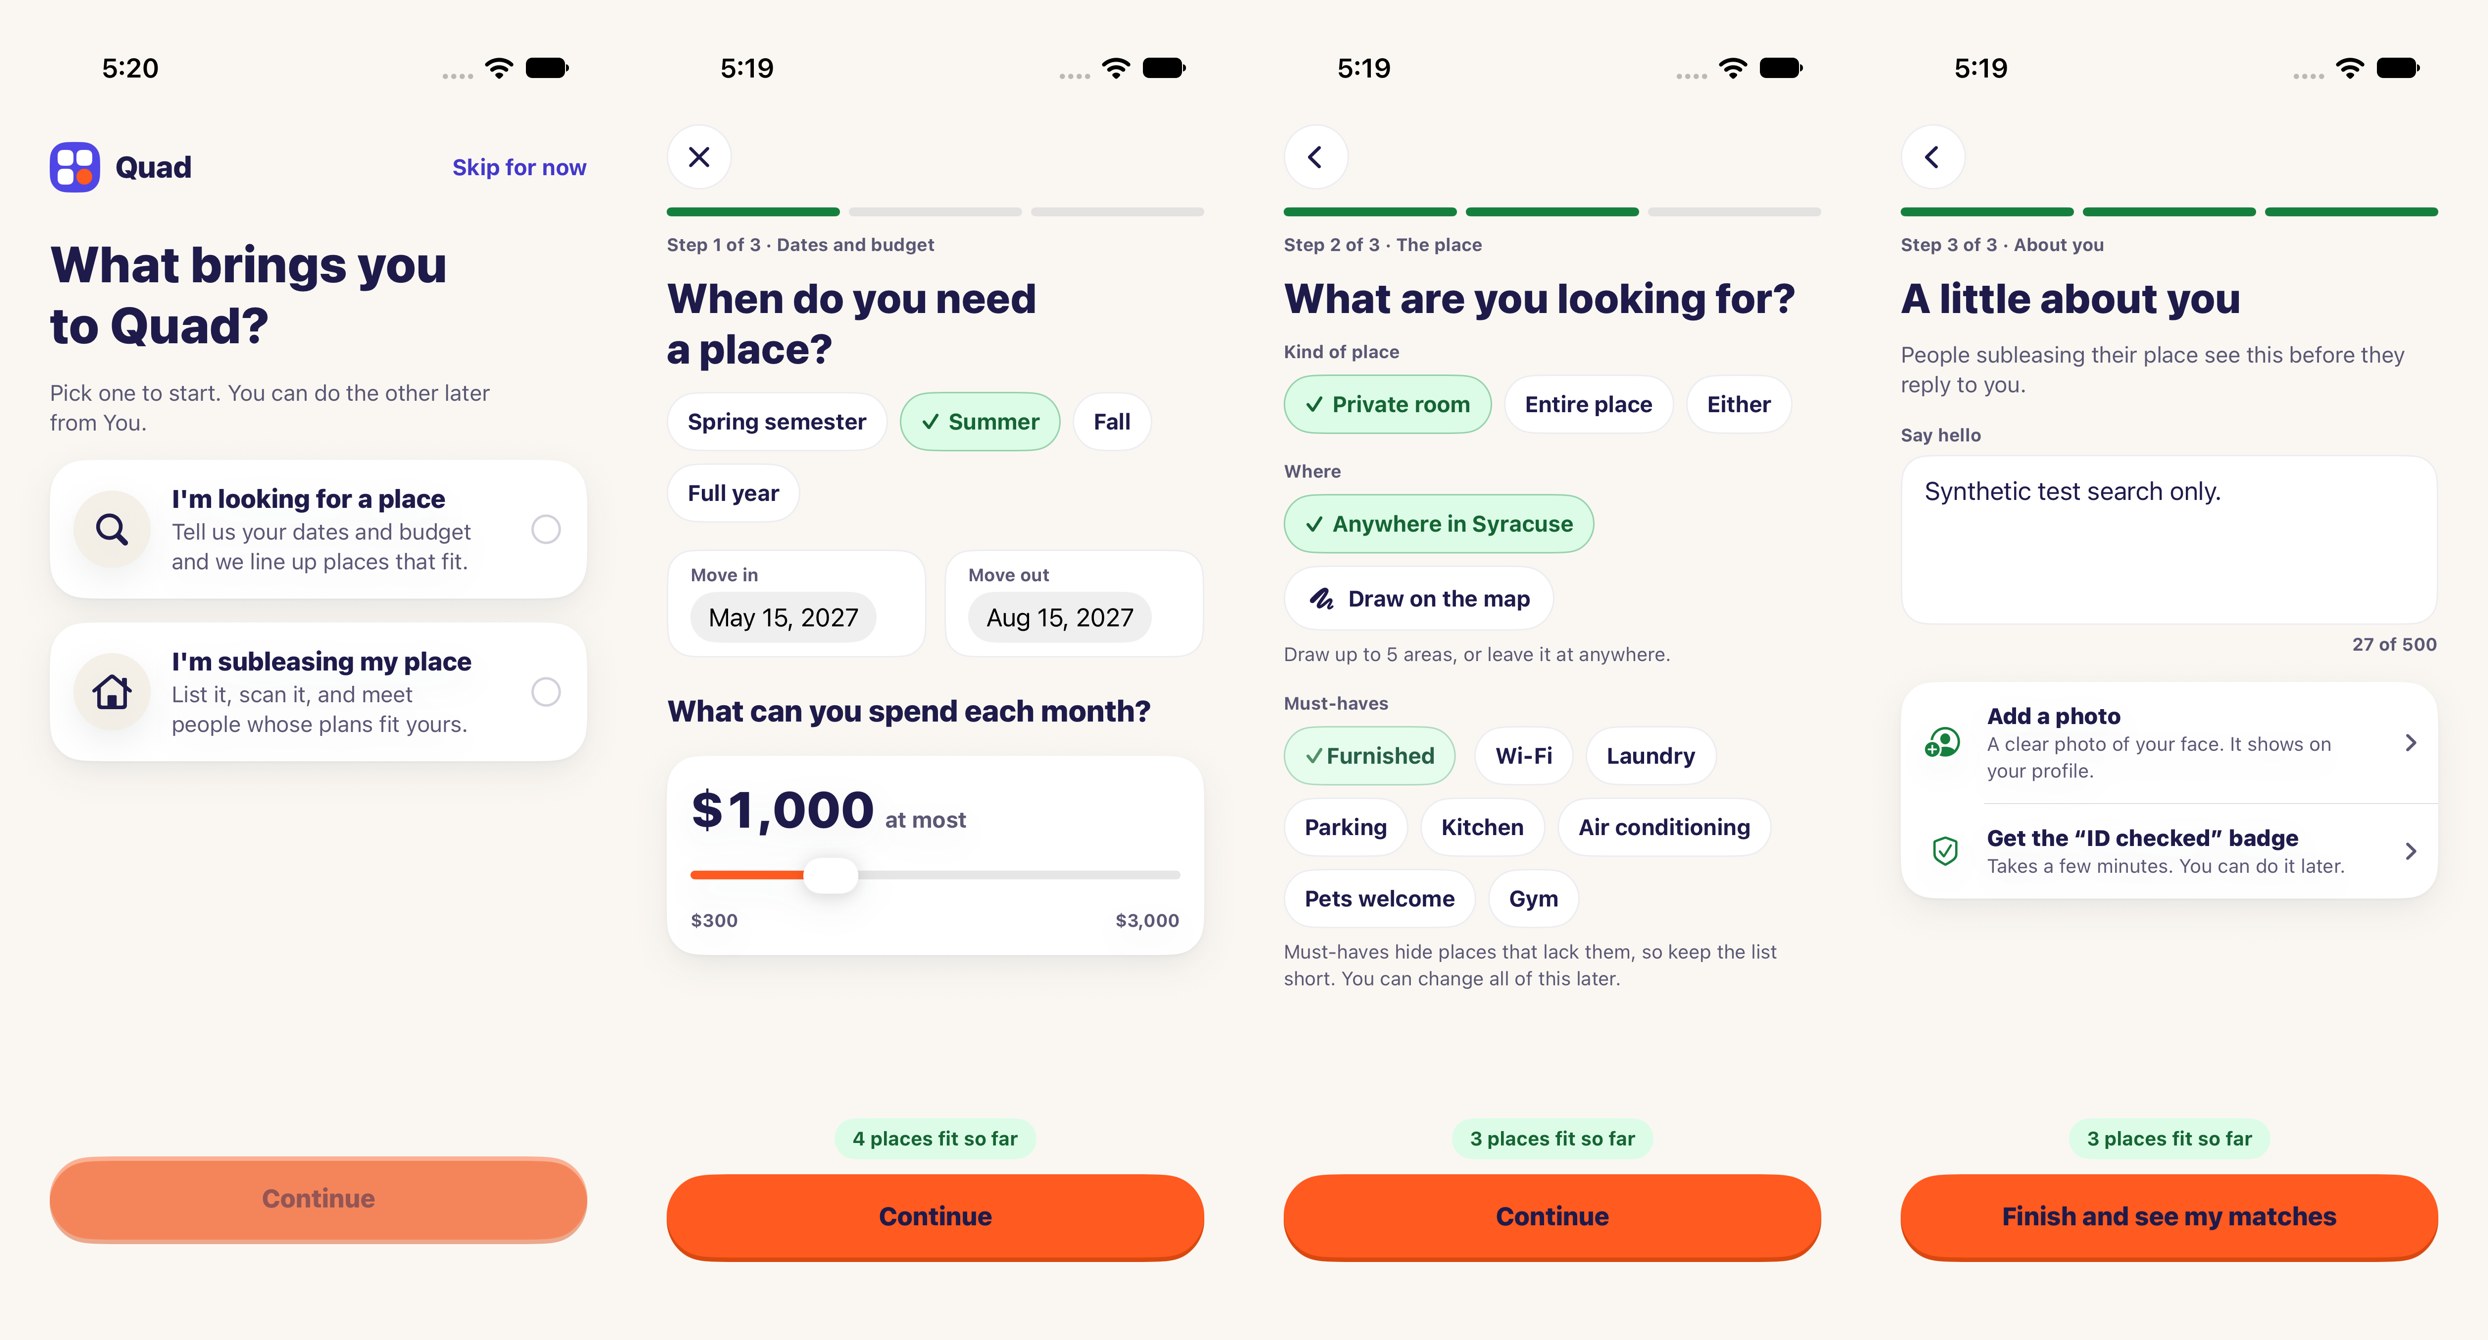 5:20
Quad
Skip for now
What brings you
to Quad?
Pick one to start. You can do the other later
from You.
I'm looking for a place
Tell us your dates and budget
and we line up places that fit.
I'm subleasing my place
List it, scan it, and meet
people whose plans fit yours.
Continue
5:19
Step 1 of 3 · Dates and budget
When do you need
a place?
Spring semester
Summer
Fall
Full year
Move in
May 15, 2027
Move out
Aug 15, 2027
What can you spend each month?
$1,000 at most
$300
$3,000
4 places fit so far
Continue
5:19
Step 2 of 3 · The place
What are you looking for?
Kind of place
Private room
Entire place
Either
Where
Anywhere in Syracuse
Draw on the map
Draw up to 5 areas, or leave it at anywhere.
Must-haves
Furnished
Wi-Fi
Laundry
Parking
Kitchen
Air conditioning
Pets welcome
Gym
Must-haves hide places that lack them, so keep the list
short. You can change all of this later.
3 places fit so far
Continue
5:19
Step 3 of 3 · About you
A little about you
People subleasing their place see this before they
reply to you.
Say hello
Synthetic test search only.
27 of 500
Add a photo
A clear photo of your face. It shows on
your profile.
Get the “ID checked” badge
Takes a few minutes. You can do it later.
3 places fit so far
Finish and see my matches